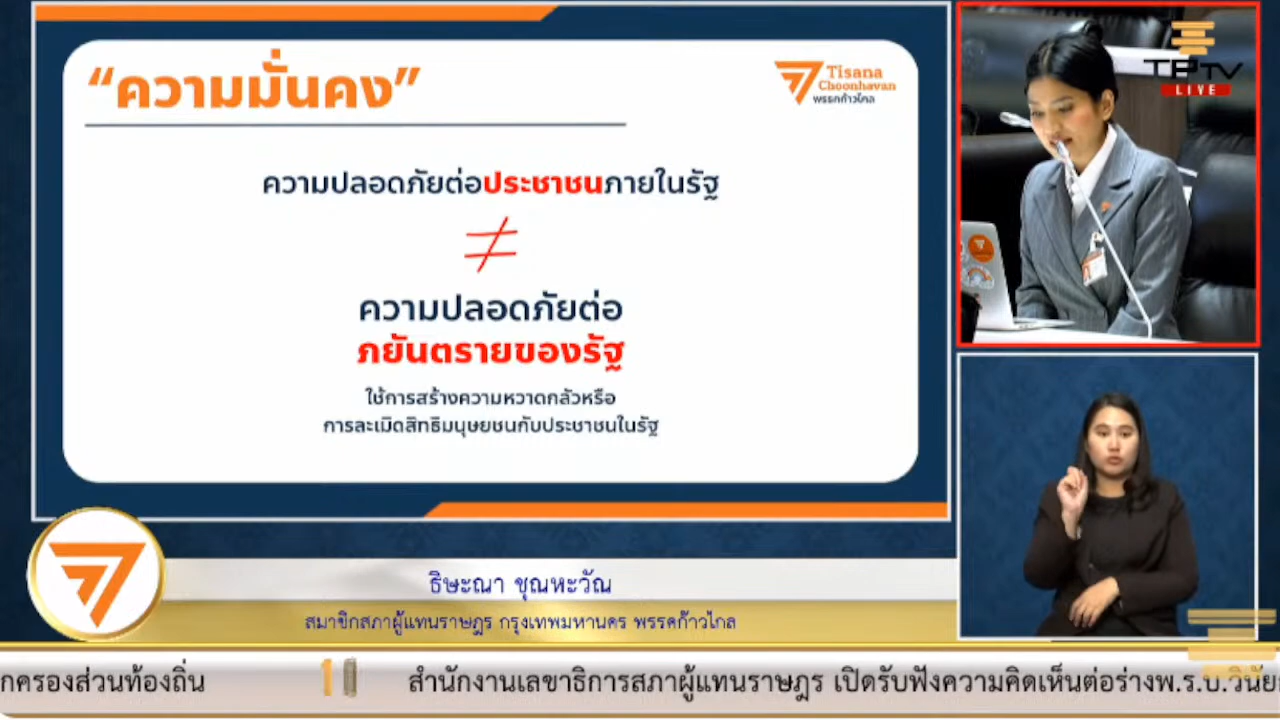 “ความมั่นคง”
Tisana
Choonhavan
พรรคก้าวไกล
ความปลอดภัยต่อประชาชนภายในรัฐ
≠
ความปลอดภัยต่อ
ภยันตรายของรัฐ
ใช้การสร้างความหวาดกลัวหรือ
การละเมิดสิทธิมนุษยชนกับประชาชนในรัฐ
TPTV
LIVE
ธิษะณา ชุณหะวัณ
สมาชิกสภาผู้แทนราษฎร กรุงเทพมหานคร พรรคก้าวไกล
กครองส่วนท้องถิ่น
สำนักงานเลขาธิการสภาผู้แทนราษฎร เปิดรับฟังความคิดเห็นต่อร่างพ.ร.บ.วินัย